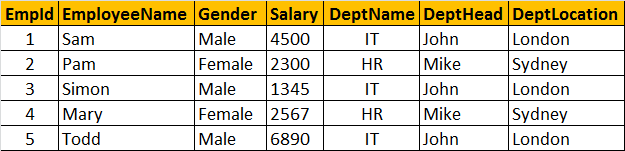 EmpId EmployeeName Gender Salary DeptName DeptHead DeptLocation
1 Sam Male 4500 IT John London
2 Pam Female 2300 HR Mike Sydney
3 Simon Male 1345 IT John London
4 Mary Female 2567 HR Mike Sydney
5 Todd Male 6890 IT John London